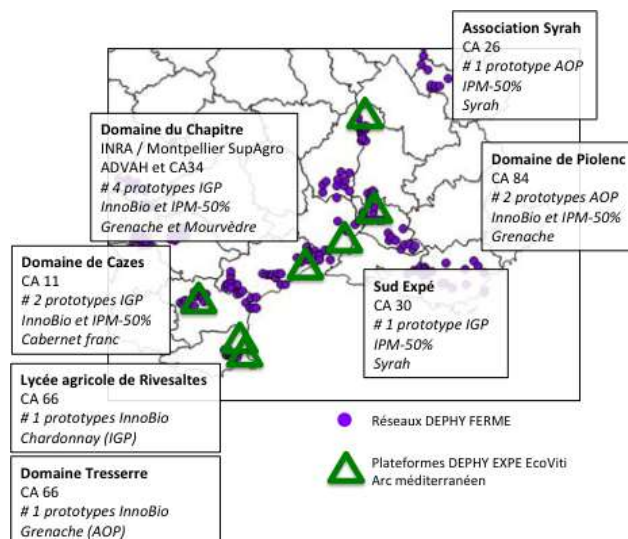 Association Syrah
CA 26
# 1 prototype AOP
IPM-50%
Syrah
Domaine du Chapitre
INRA / Montpellier SupAgro
ADVAH et CA34
# 4 prototypes IGP
InnoBio et IPM-50%
Grenache et Mourvèdre
Domaine de Piolenc
CA 84
# 2 prototypes AOP
InnoBio et IPM-50%
Grenache
Domaine de Cazes
CA 11
# 2 prototypes IGP
InnoBio et IPM-50%
Cabernet franc
Sud Expé
CA 30
# 1 prototype IGP
IPM-50%
Syrah
Lycée agricole de Rivesaltes
CA 66
# 1 prototypes InnoBio
Chardonnay (IGP)
Domaine Tresserre
CA 66
# 1 prototypes InnoBio
Grenache (AOP)
Réseaux DEPHY FERME
Plateformes DEPHY EXPE EcoViti
Arc méditerranéen